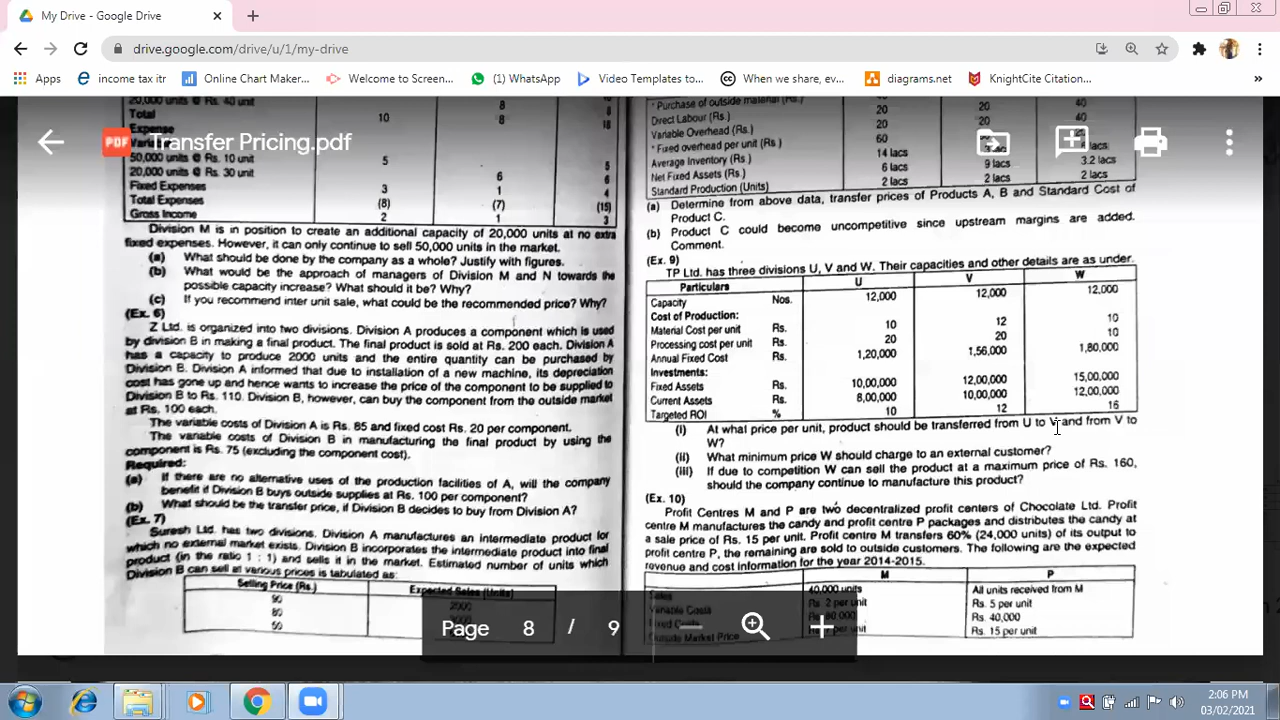 My Drive - Google Drive
drive.google.com/drive/u/1/my-drive
Apps
income tax itr
Online Chart Maker...
Welcome to Screen...
(1) WhatsApp
Video Templates to...
When we share, ev...
diagrams.net
KnightCite Citation...
PDF
Transfer Pricing.pdf
20,000 units @ Rs. 40 unit
8
8
Total
10
8
18
Expense
50,000 units @ Rs. 10 unit
5
5
20,000 units @ Rs. 30 unit
6
6
Fixed Expenses
3
1
4
Total Expenses
(8)
(7)
(15)
Gross Income
2
1
3
Division M is in position to create an additional capacity of 20,000 units at no extra
fixed expenses. However, it can only continue to sell 50,000 units in the market.
(a) What should be done by the company as a whole? Justify with figures.
(b) What would be the approach of managers of Division M and N towards the
possible capacity increase? What should it be? Why?
(c) If you recommend inter unit sale, what could be the recommended price? Why?
(Ex. 6)
Z Ltd. is organized into two divisions. Division A produces a component which is used
by division B in making a final product. The final product is sold at Rs. 200 each. Division A
has a capacity to produce 2000 units and the entire quantity can be purchased by
Division B. Division A informed that due to installation of a new machine, its depreciation
cost has gone up and hence wants to increase the price of the component to be supplied to
Division B to Rs. 110. Division B, however, can buy the component from the outside market
at Rs. 100 each.
The variable costs of Division A is Rs. 85 and fixed cost Rs. 20 per component.
The variable costs of Division B in manufacturing the final product by using the
component is Rs. 75 (excluding the component cost).
Required:
(a) If there are no alternative uses of the production facilities of A, will the company
benefit if Division B buys outside supplies at Rs. 100 per component?
(b) What should be the transfer price, if Division B decides to buy from Division A?
(Ex. 7)
Suresh Ltd. has two divisions. Division A manufactures an intermediate product for
which no external market exists. Division B incorporates the intermediate product into final
product (in the ratio 1 : 1) and sells it in the market. Estimated number of units which
Division B can sell at various prices is tabulated as:
Selling Price (Rs.)
Expected Sales (Units)
90
2000
80
50
* Purchase of outside material (Rs.)
20
40
Direct Labour (Rs.)
20
20
40
Variable Overhead (Rs.)
20
* Fixed overhead per unit (Rs.)
60
Average Inventory (Rs.)
14 lacs
lacs
Net Fixed Assets (Rs.)
6 lacs
9 lacs
3.2 lacs
Standard Production (Units)
2 lacs
2 lacs
2 lacs
(a) Determine from above data, transfer prices of Products A, B and Standard Cost of
Product C.
(b) Product C could become uncompetitive since upstream margins are added.
Comment.
(Ex. 9)
TP Ltd. has three divisions U, V and W. Their capacities and other details are as under.
Particulars
U
V
W
Capacity
Nos.
12,000
12,000
12,000
Cost of Production:
Material Cost per unit
Rs.
10
12
10
Processing cost per unit
Rs.
20
20
10
Annual Fixed Cost
Rs.
1,20,000
1,56,000
1,80,000
Investments:
Fixed Assets
Rs.
10,00,000
12,00,000
15,00,000
Current Assets
Rs.
8,00,000
10,00,000
12,00,000
Targeted ROI
%
10
12
16
(i) At what price per unit, product should be transferred from U to V and from V to
W?
(ii) What minimum price W should charge to an external customer?
(iii) If due to competition W can sell the product at a maximum price of Rs. 160,
should the company continue to manufacture this product?
(Ex. 10)
Profit Centres M and P are two decentralized profit centers of Chocolate Ltd. Profit
centre M manufactures the candy and profit centre P packages and distributes the candy at
a sale price of Rs. 15 per unit. Profit centre M transfers 60% (24,000 units) of its output to
profit centre P, the remaining are sold to outside customers. The following are the expected
revenue and cost information for the year 2014-2015.
M
P
Sales
40,000 units
All units received from M
Variable Costs
Rs. 2 per unit
Rs. 5 per unit
Fixed Costs
Rs. 40,000
Outside Market Price
per unit
Rs. 15 per unit
Page 8 / 9
2:06 PM
03/02/2021